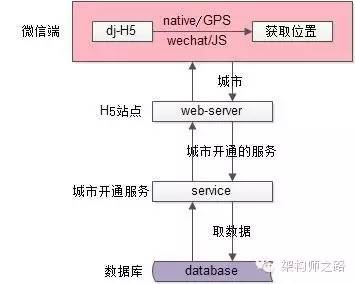 微信端
dj-H5
native/GPS
wechat/JS
获取位置
城市
H5站点
web-server
城市开通的服务
城市开通服务
service
取数据
数据库
database
架构师之路